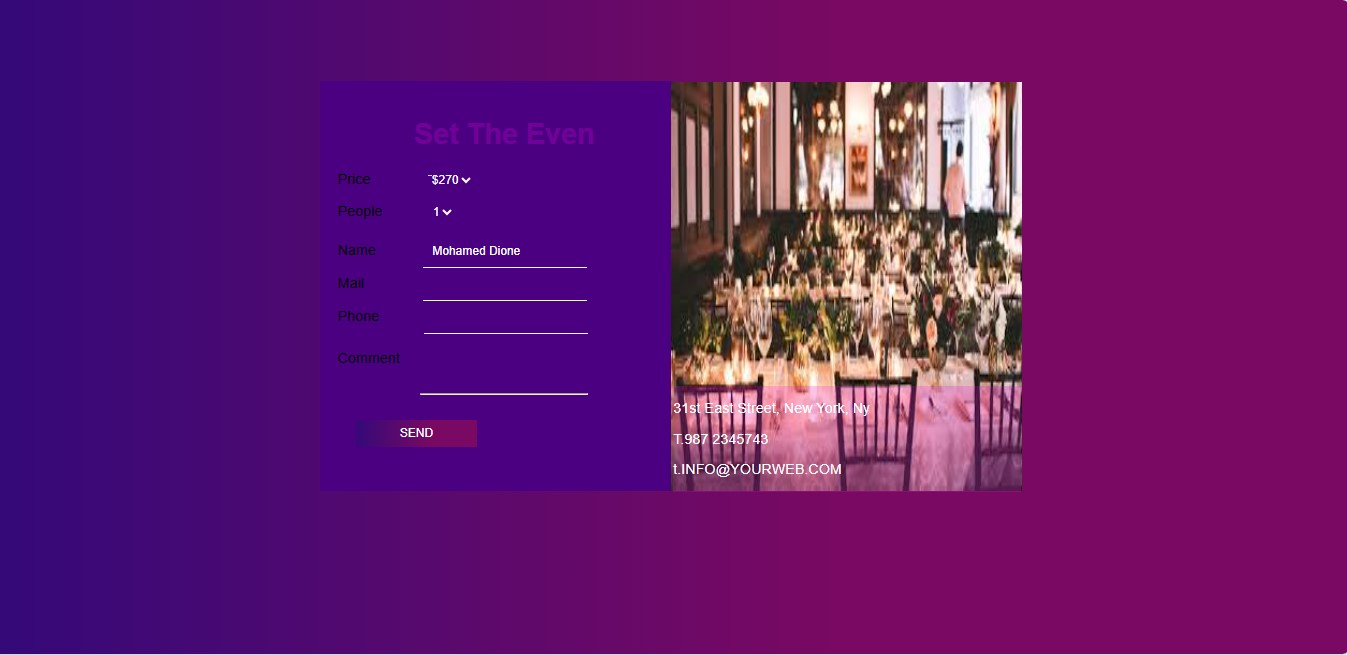 Set The Even
Price $270
People 1
Name Mohamed Dione
Mail
Phone
Comment
SEND
31st East Street, New York, Ny
T.987 2345743
t.INFO@YOURWEB.COM